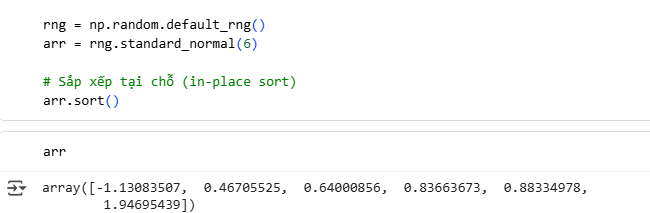 rng = np.random.default_rng()
arr = rng.standard_normal(6)
# Sắp xếp tại chỗ (in-place sort)
arr.sort()
arr
array([-1.13083507,  0.46705525,  0.64000856,  0.83663673,  0.88334978,
1.94695439])